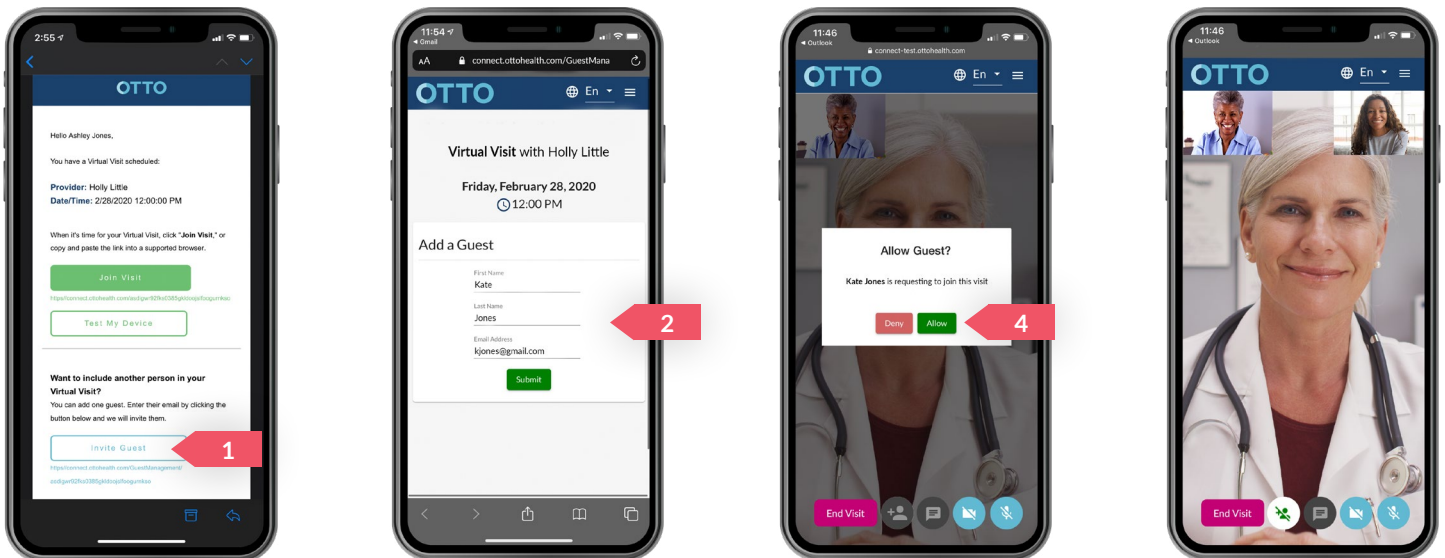 2:55
OTTO
Hello Ashley Jones,
You have a Virtual Visit scheduled:
Provider: Holly Little
Date/Time: 2/28/2020 12:00:00 PM
When it's time for your Virtual Visit, click "Join Visit," or
copy and paste the link into a supported browser.
Join Visit
Test My Device
Want to include another person in your
Virtual Visit?
You can add one guest. Enter their email by clicking the
button below and we will invite them.
Invite Guest
1
11:54
Gmail
AA connect.ottohealth.com/GuestMana
OTTO En
Virtual Visit with Holly Little
Friday, February 28, 2020
12:00 PM
Add a Guest
First Name
Kate
Last Name
Jones
Email Address
kjones@gmail.com
Submit
2
11:46
Outlook
connect-test.ottohealth.com
OTTO En
Allow Guest?
Kate Jones is requesting to join this visit
Deny Allow
4
End Visit
11:46
Outlook
OTTO En
End Visit